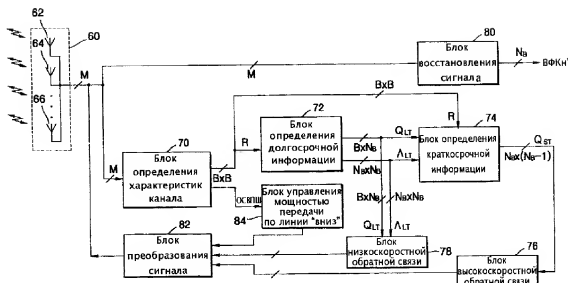 62
60
64
66
M
M
M
80
Блок
восстановления
сигнала
NB
ВФКн'
BxB
R
70
Блок
определения
характеристик
канала
BxB
R
72
Блок
определения
долгосрочной
информации
BxNB
NBxNB
QLT
ΛLT
74
Блок
определения
краткосрочной
информации
QST
NBx(NB-1)
ОСВПШ
84
Блок управления
мощностью
передачи
по линии "вниз"
BxNB
NBxNB
QLT
ΛLT
82
Блок
преобразования
сигнала
78
Блок
низкоскоростной
обратной связи
76
Блок
высокоскоростной
обратной связи